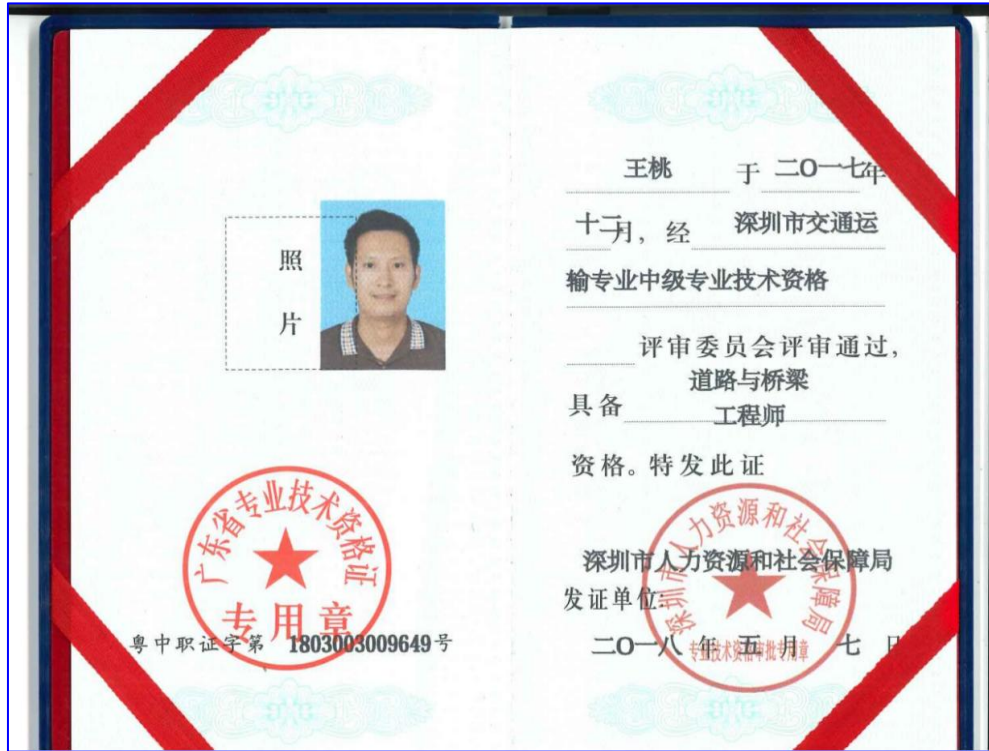 照
片
广东省专业技术资格证
专用章
粤中职证字第 1803003009649号
王桃 于 二〇一七年
十二月，经 深圳市交通运
输专业中级专业技术资格
评审委员会评审通过，
道路与桥梁
具备 工程师
资格。特发此证
深圳市人力资源和社会保障局
深圳市人力资源和社会保障局
发证单位：
二〇一八 年 五 月 七 日
专业技术资格审批专用章